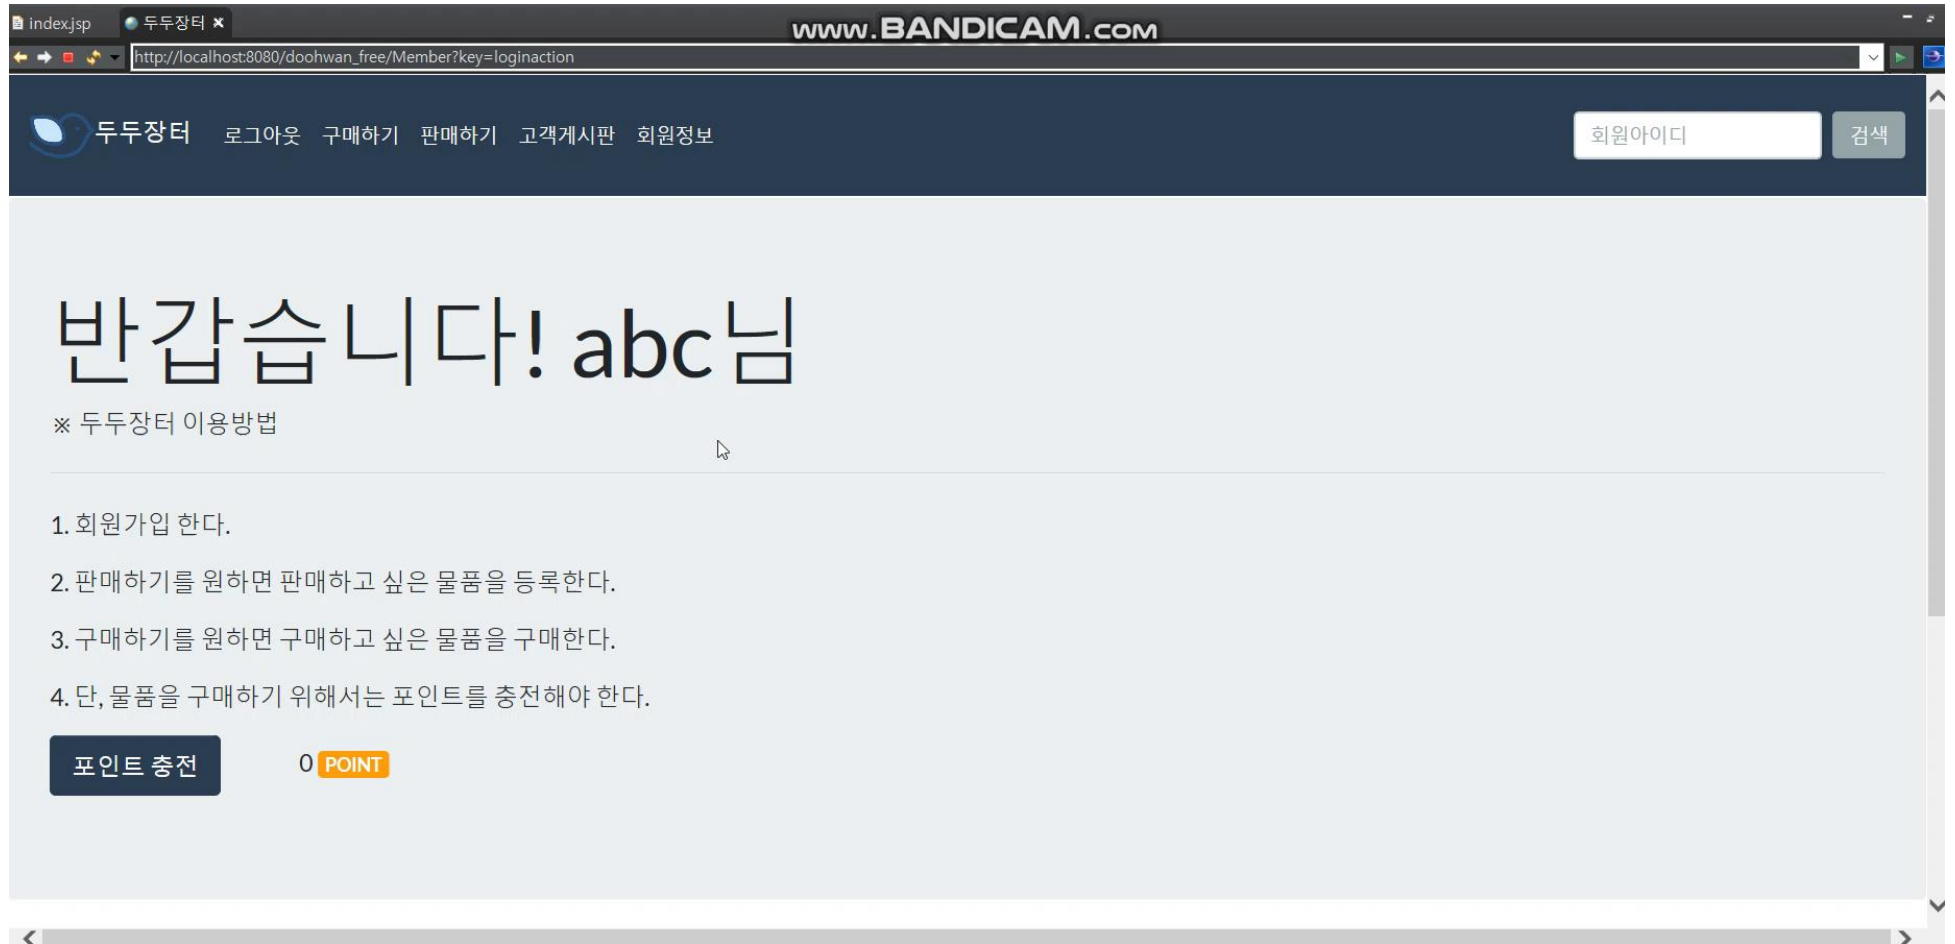 index.jsp 두두장터
www.BANDICAM.com
http://localhost:8080/doohwan_free/Member?key=loginaction
두두장터 로그아웃 구매하기 판매하기 고객게시판 회원정보 회원아이디 검색
반갑습니다! abc님
※ 두두장터 이용방법
1. 회원가입 한다.
2. 판매하기를 원하면 판매하고 싶은 물품을 등록한다.
3. 구매하기를 원하면 구매하고 싶은 물품을 구매한다.
4. 단, 물품을 구매하기 위해서는 포인트를 충전해야 한다.
포인트 충전 0 POINT